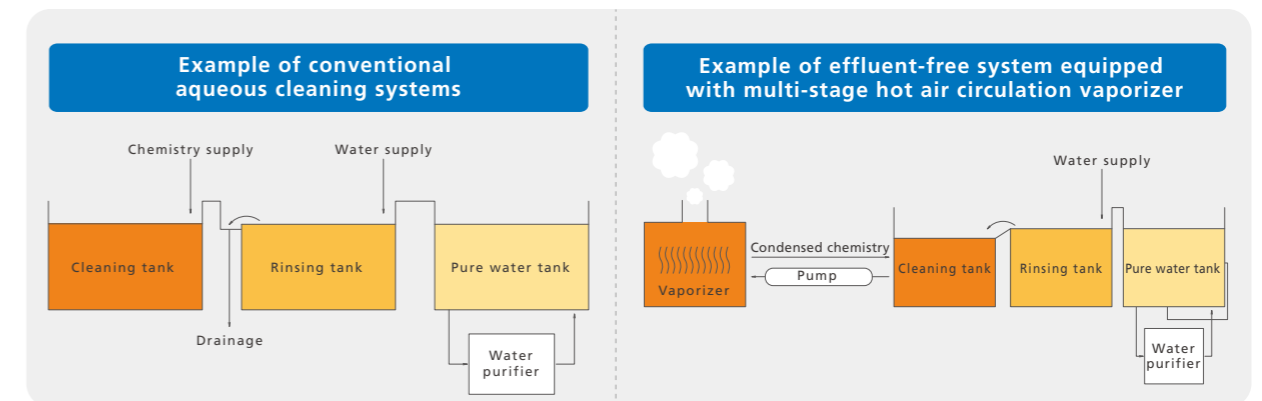 Example of conventional
aqueous cleaning systems
Chemistry supply
Water supply
Cleaning tank
Rinsing tank
Pure water tank
Drainage
Water
purifier
Example of effluent-free system equipped
with multi-stage hot air circulation vaporizer
Water supply
Condensed chemistry
Pump
Vaporizer
Cleaning tank
Rinsing tank
Pure water tank
Water
purifier